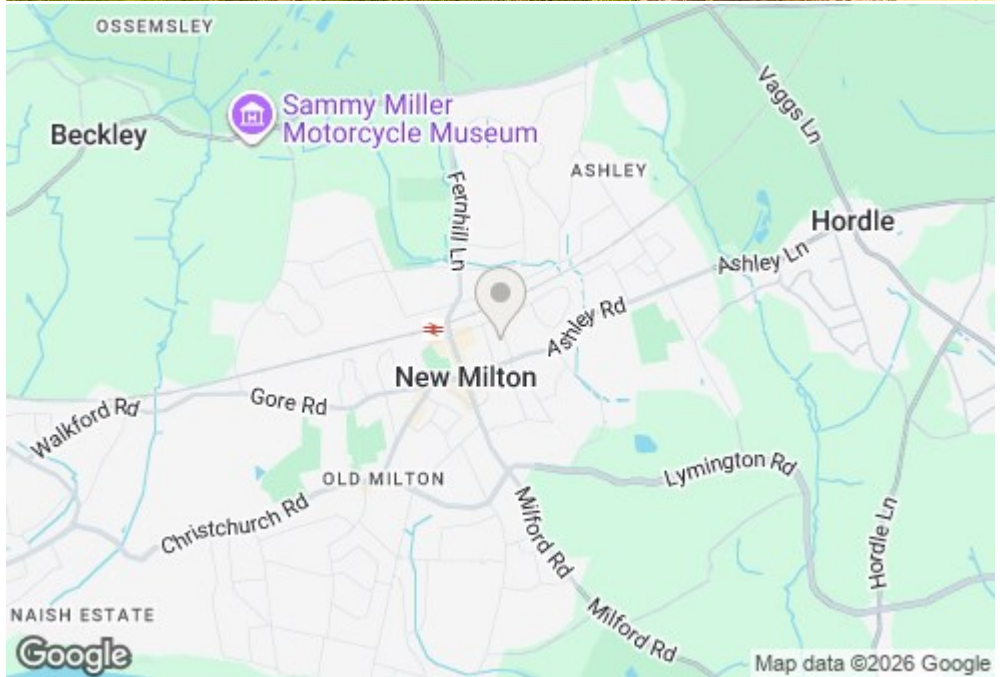 OSSEMSLEY
Sammy Miller
Motorcycle Museum
Beckley
Vaggs Ln
ASHLEY
Fernhill Ln
Hordle
Ashley Ln
Ashley Rd
New Milton
Gore Rd
Walkford Rd
OLD MILTON
Lymington Rd
Christchurch Rd
Milford Rd
Hordle Ln
NAISH ESTATE
Milford Rd
Google
Map data ©2026 Google